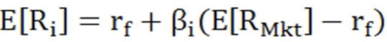 E[Rᵢ] = r_f + βᵢ(E[R_Mkt] − r_f)